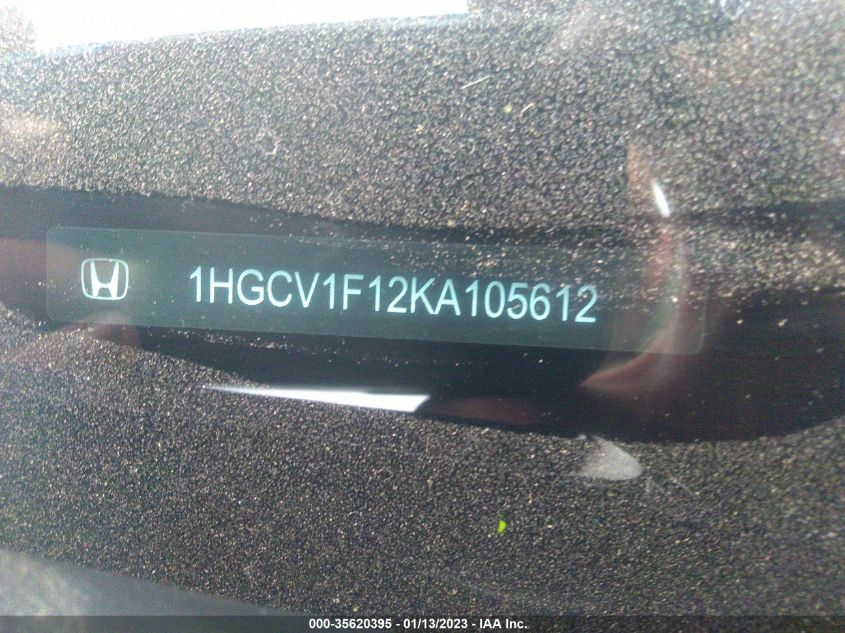 1HGCV1F12KA105612
000-35620395 - 01/13/2023 - IAA Inc.